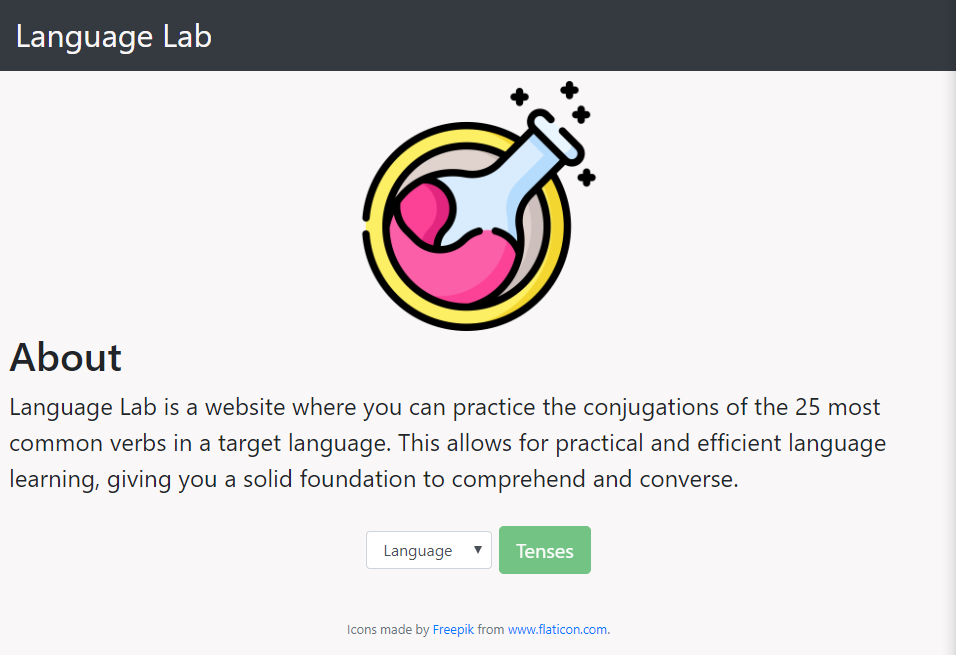 Language Lab
About
Language Lab is a website where you can practice the conjugations of the 25 most
common verbs in a target language. This allows for practical and efficient language
learning, giving you a solid foundation to comprehend and converse.
Language ▼ Tenses
Icons made by Freepik from www.flaticon.com.